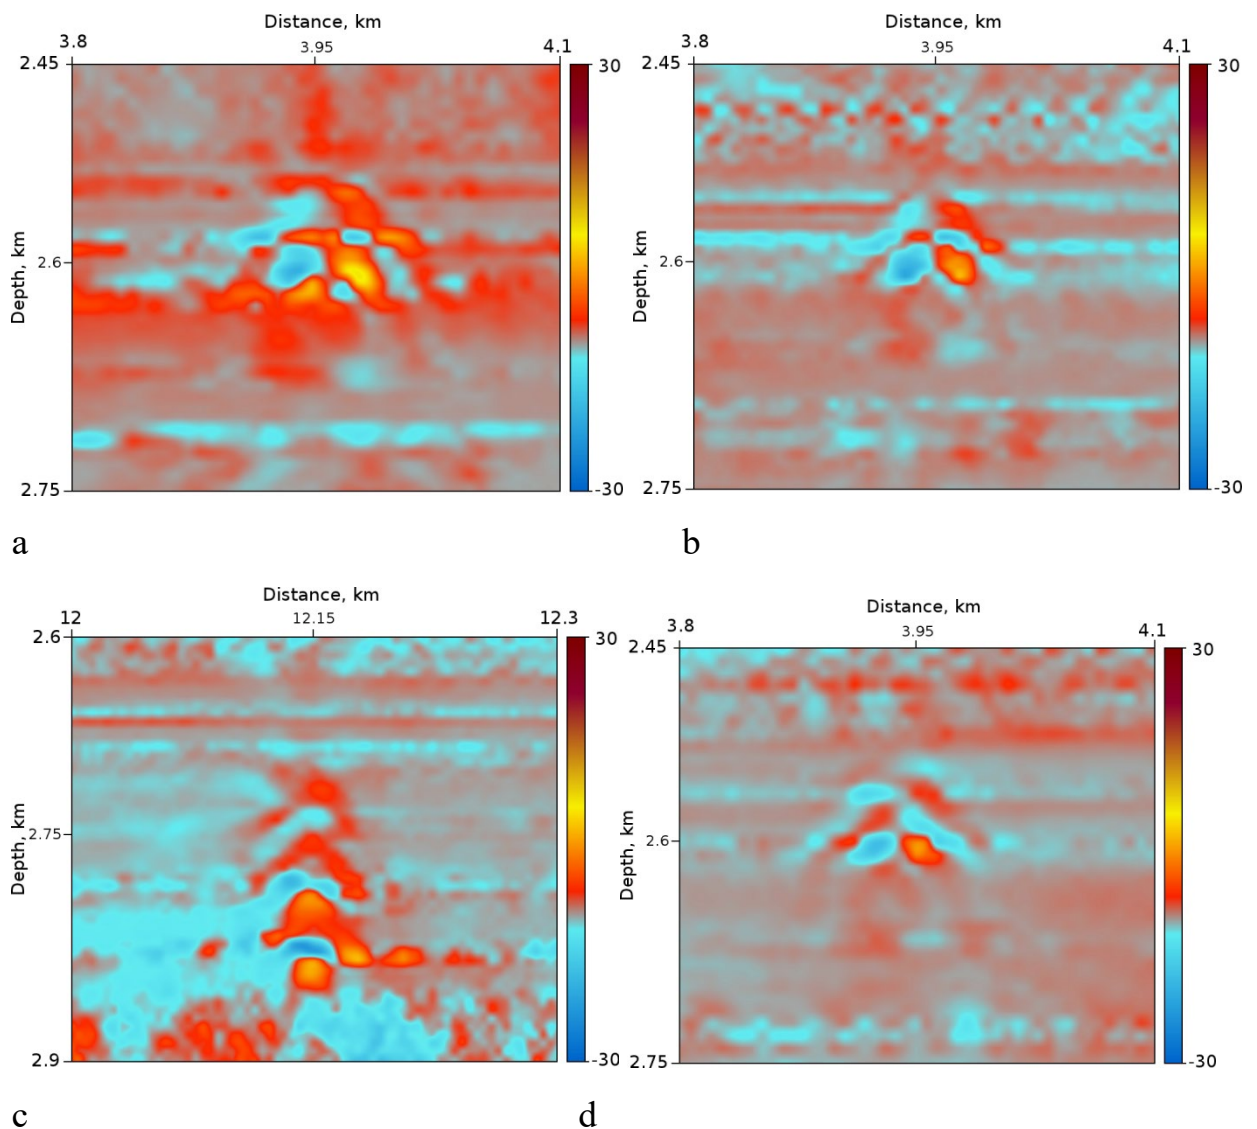 Distance, km
3.8 3.95 4.1
2.45 30
Depth, km
2.6
2.75 -30
a
Distance, km
3.8 3.95 4.1
2.45 30
Depth, km
2.6
2.75 -30
b
Distance, km
12 12.15 12.3
2.6 30
Depth, km
2.75
2.9 -30
c
Distance, km
3.8 3.95 4.1
2.45 30
Depth, km
2.6
2.75 -30
d